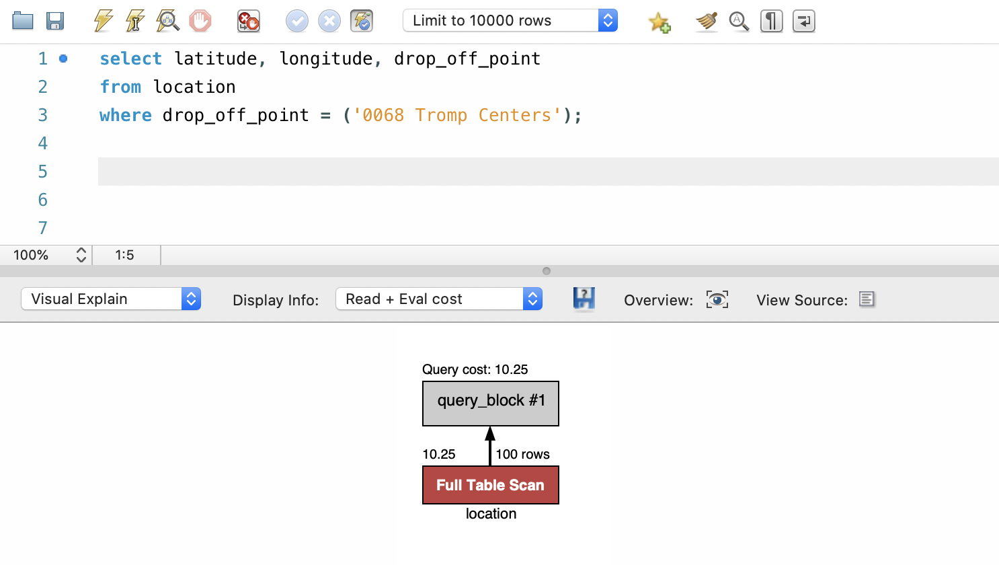 Limit to 10000 rows
1 select latitude, longitude, drop_off_point
2 from location
3 where drop_off_point = ('0068 Tromp Centers');
4
5
6
7
100% 1:5
Visual Explain Display Info: Read + Eval cost Overview: View Source:
Query cost: 10.25
query_block #1
10.25 100 rows
Full Table Scan
location